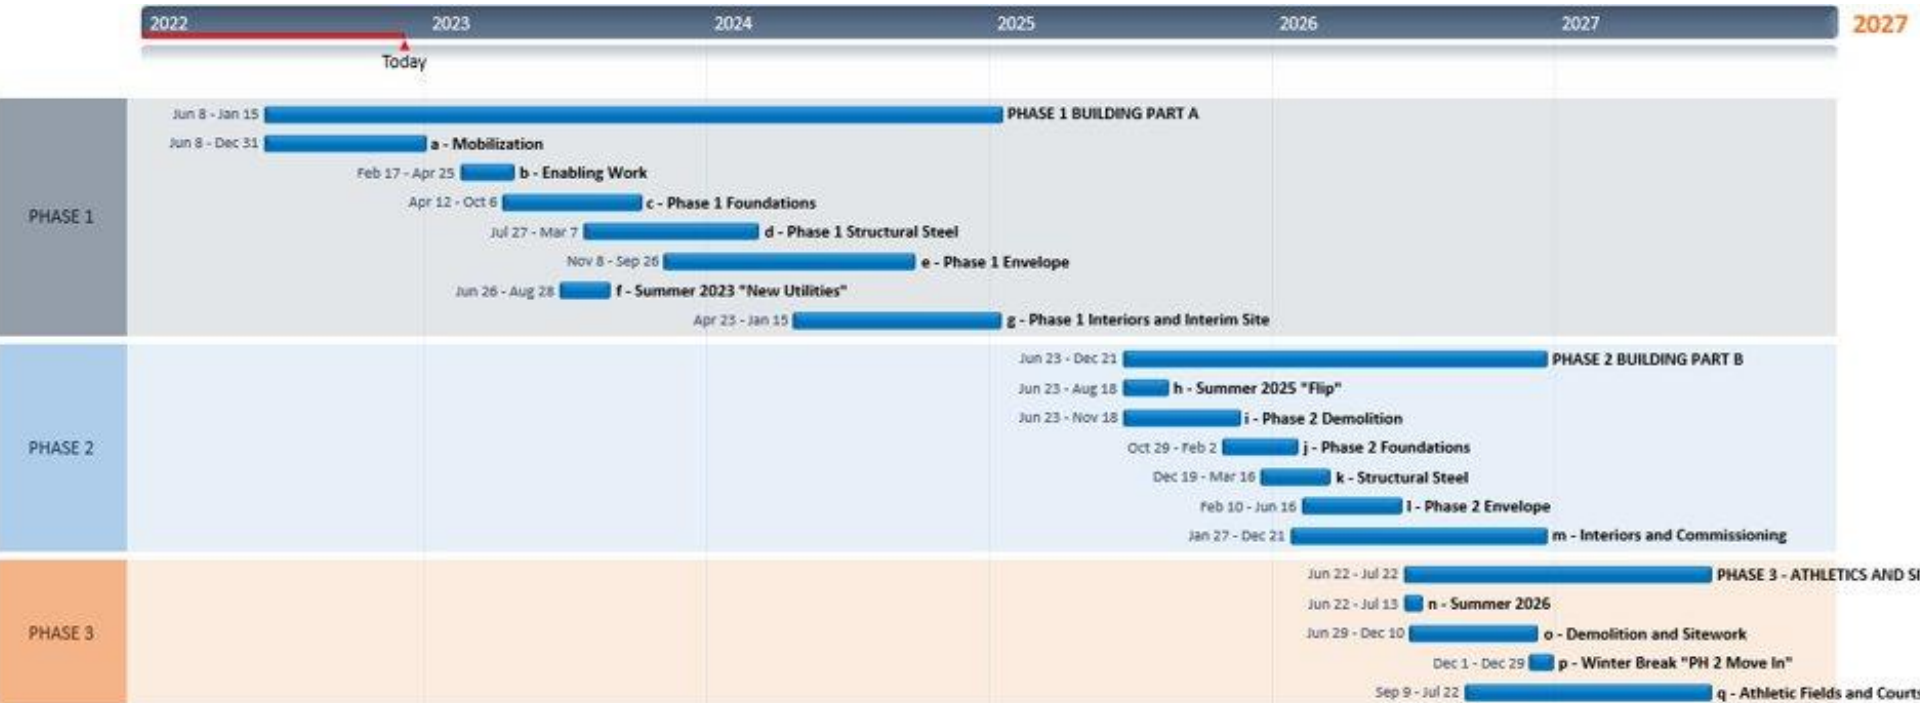 2022 2023 2024 2025 2026 2027 2027
Today
PHASE 1
Jun 8 - Jan 15 PHASE 1 BUILDING PART A
Jun 8 - Dec 31 a - Mobilization
Feb 17 - Apr 25 b - Enabling Work
Apr 12 - Oct 6 c - Phase 1 Foundations
Jul 27 - Mar 7 d - Phase 1 Structural Steel
Nov 8 - Sep 26 e - Phase 1 Envelope
Jun 26 - Aug 28 f - Summer 2023 "New Utilities"
Apr 23 - Jan 15 g - Phase 1 Interiors and Interim Site
PHASE 2
Jun 23 - Dec 21 PHASE 2 BUILDING PART B
Jun 23 - Aug 18 h - Summer 2025 "Flip"
Jun 23 - Nov 18 i - Phase 2 Demolition
Oct 29 - Feb 2 j - Phase 2 Foundations
Dec 19 - Mar 16 k - Structural Steel
Feb 10 - Jun 16 l - Phase 2 Envelope
Jan 27 - Dec 21 m - Interiors and Commissioning
PHASE 3
Jun 22 - Jul 22 PHASE 3 - ATHLETICS AND
Jun 22 - Jul 13 n - Summer 2026
Jun 29 - Dec 10 o - Demolition and Sitework
Dec 1 - Dec 29 p - Winter Break "PH 2 Move In"
Sep 9 - Jul 22 q - Athletic Fields and Courts